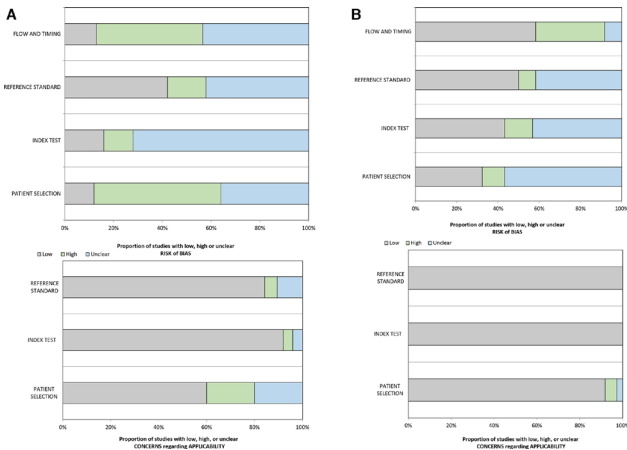 A
FLOW AND TIMING
REFERENCE STANDARD
INDEX TEST
PATIENT SELECTION
0% 20% 40% 60% 80% 100%
Proportion of studies with low, high or unclear
RISK of BIAS
Low High Unclear
REFERENCE
STANDARD
INDEX TEST
PATIENT
SELECTION
0% 20% 40% 60% 80% 100%
Proportion of studies with low, high, or unclear
CONCERNS regarding APPLICABILITY
B
FLOW AND TIMING
REFERENCE STANDARD
INDEX TEST
PATIENT SELECTION
0% 20% 40% 60% 80% 100%
Proportion of studies with low, high or unclear
RISK of BIAS
Low High Unclear
REFERENCE
STANDARD
INDEX TEST
PATIENT
SELECTION
0% 20% 40% 60% 80% 100%
Proportion of studies with low, high, or unclear
CONCERNS regarding APPLICABILITY